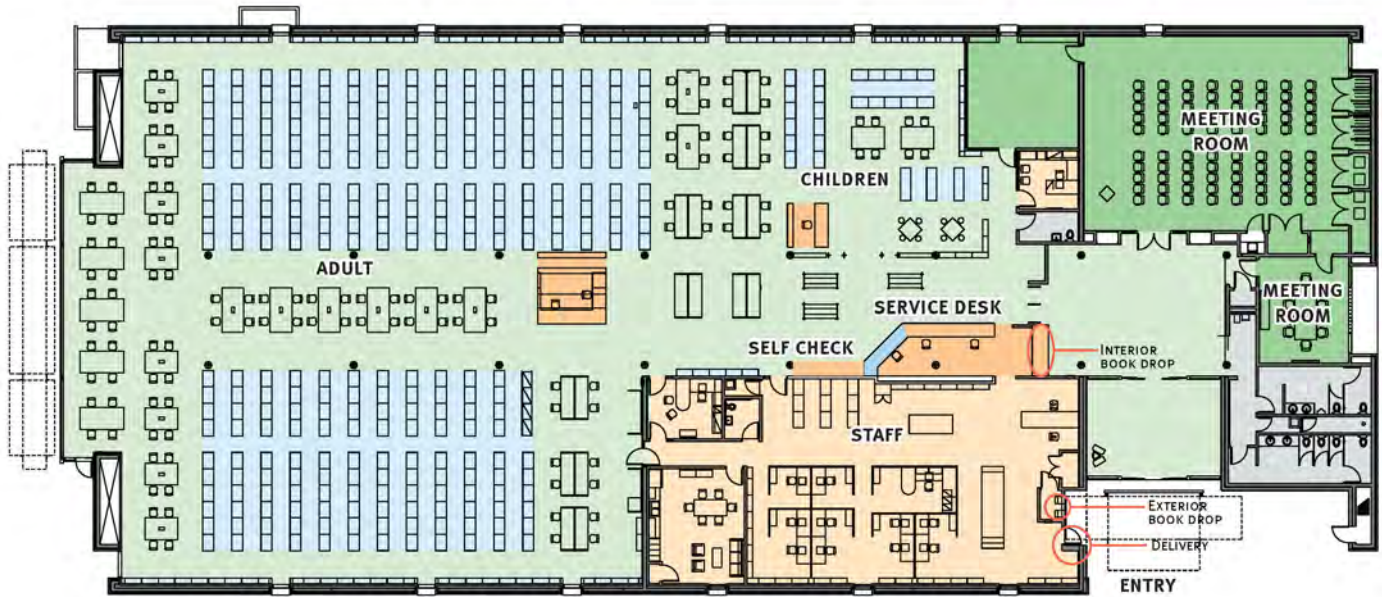 MEETING
ROOM
CHILDREN
ADULT
MEETING
ROOM
SERVICE DESK
SELF CHECK
INTERIOR
BOOK DROP
STAFF
EXTERIOR
BOOK DROP
DELIVERY
ENTRY